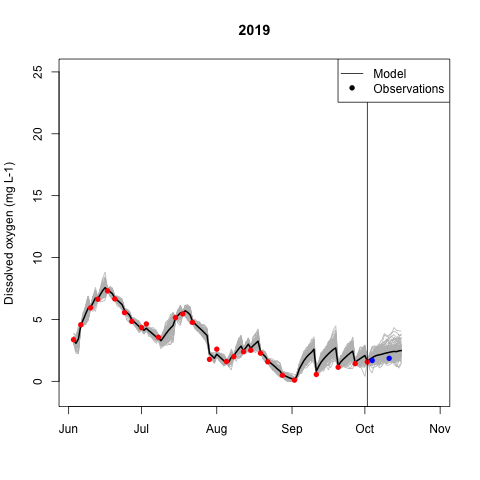 2019
Model
Observations
Dissolved oxygen (mg L-1)
25
20
15
10
5
0
Jun Jul Aug Sep Oct Nov